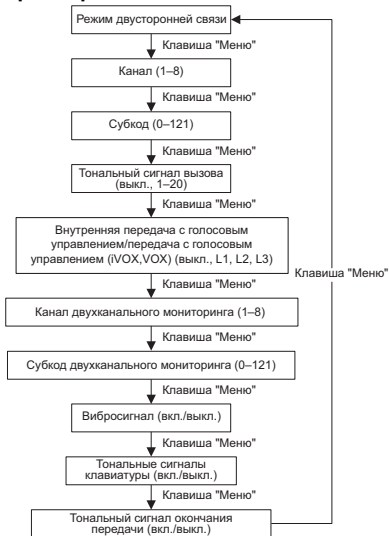 Режим двусторонней связи
Клавиша "Меню"
Канал (1–8)
Клавиша "Меню"
Субкод (0–121)
Клавиша "Меню"
Тональный сигнал вызова
(выкл., 1–20)
Клавиша "Меню"
Внутренняя передача с голосовым
управлением/передача с голосовым
управлением (iVOX,VOX) (выкл., L1, L2, L3)
Клавиша "Меню"
Клавиша "Меню"
Канал двухканального мониторинга (1–8)
Клавиша "Меню"
Субкод двухканального мониторинга (0–121)
Клавиша "Меню"
Вибросигнал (вкл./выкл.)
Клавиша "Меню"
Тональные сигналы
клавиатуры (вкл./выкл.)
Клавиша "Меню"
Тональный сигнал окончания
передачи (вкл./выкл.)